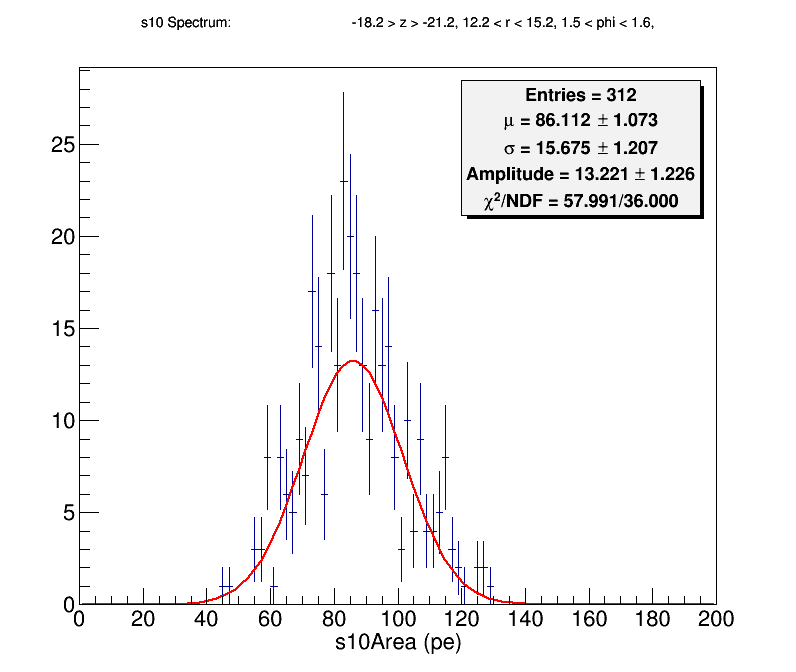 s10 Spectrum: -18.2 > z > -21.2, 12.2 < r < 15.2, 1.5 < phi < 1.6,
Entries = 312
μ = 86.112 ± 1.073
σ = 15.675 ± 1.207
Amplitude = 13.221 ± 1.226
χ²/NDF = 57.991/36.000
25
20
15
10
5
0
0 20 40 60 80 100 120 140 160 180 200
s10Area (pe)